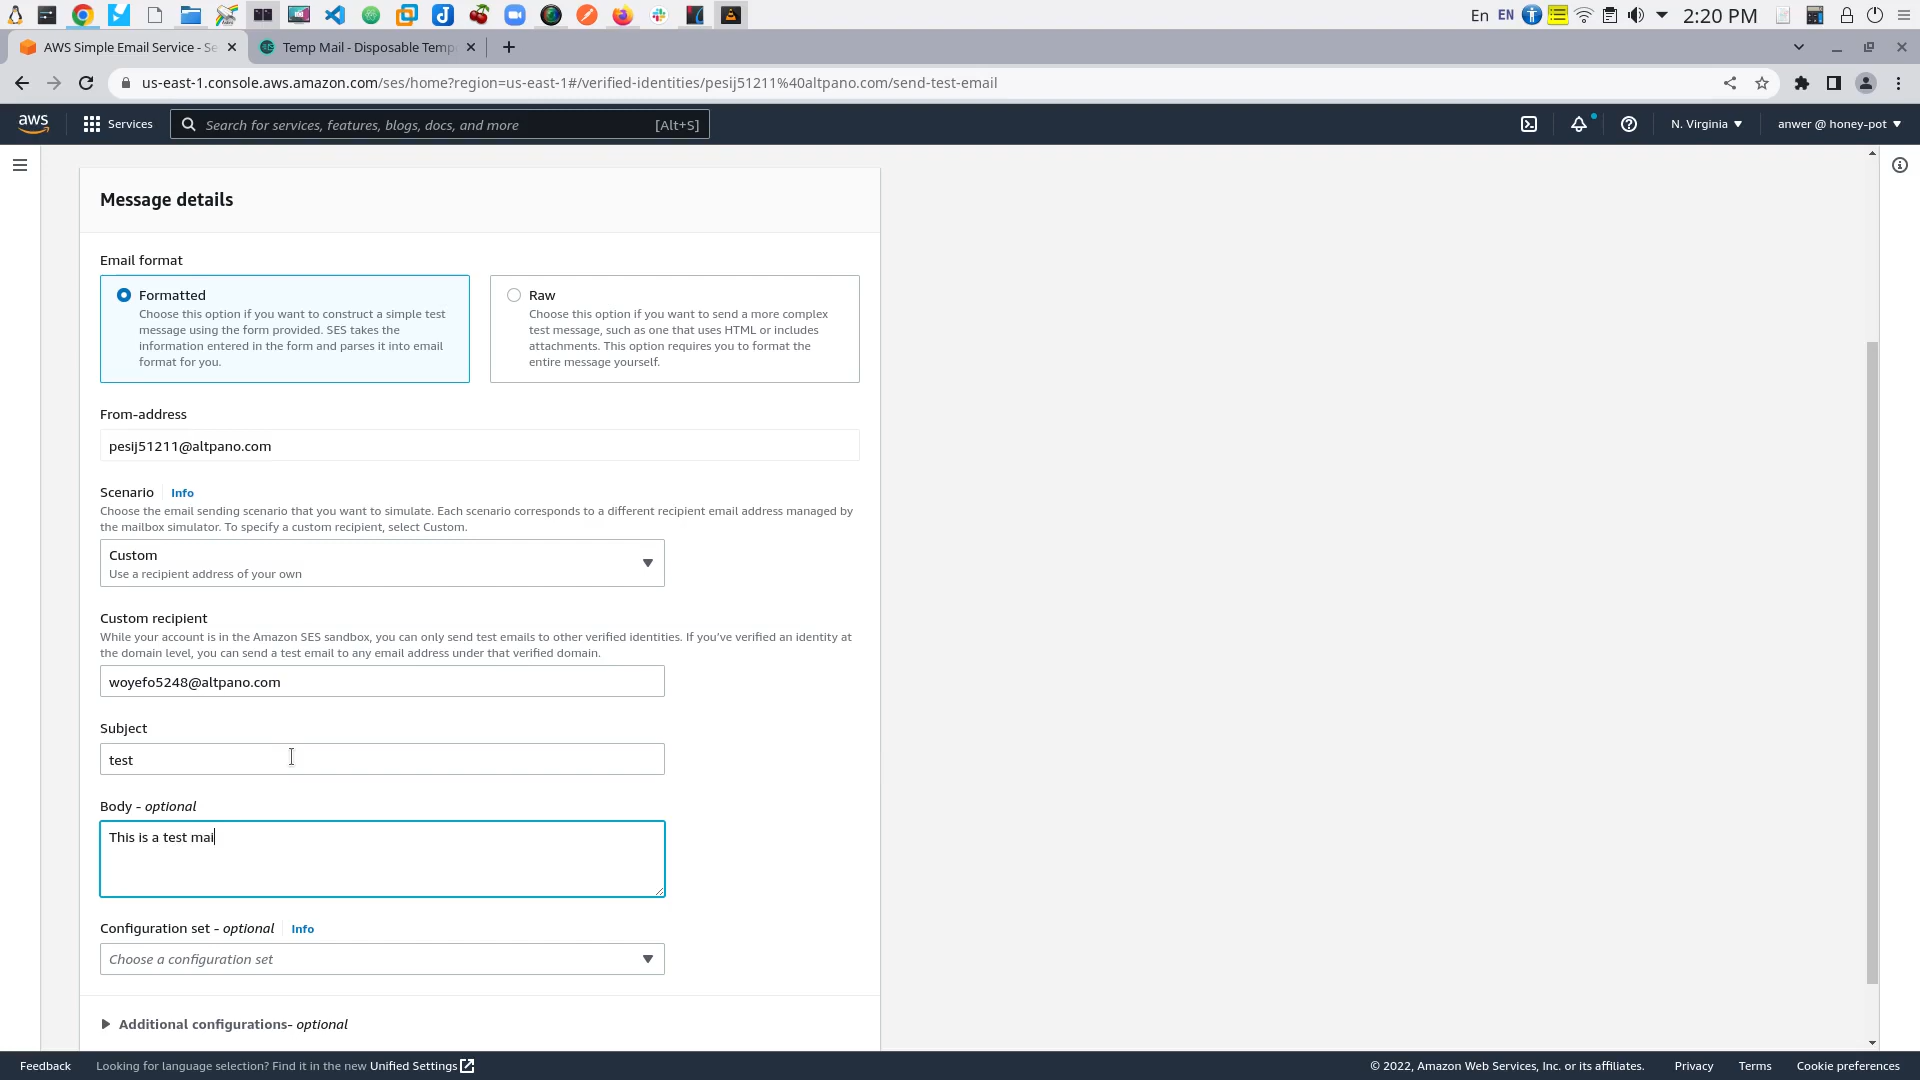 En EN 2:20 PM
AWS Simple Email Service - Se Temp Mail - Disposable Temp
us-east-1.console.aws.amazon.com/ses/home?region=us-east-1#/verified-identities/pesij51211%40altpano.com/send-test-email
aws Services Search for services, features, blogs, docs, and more [Alt+S] N. Virginia anwer @ honey-pot
Message details
Email format
Formatted
Choose this option if you want to construct a simple test
message using the form provided. SES takes the
information entered in the form and parses it into email
format for you.
Raw
Choose this option if you want to send a more complex
test message, such as one that uses HTML or includes
attachments. This option requires you to format the
entire message yourself.
From-address
pesij51211@altpano.com
Scenario Info
Choose the email sending scenario that you want to simulate. Each scenario corresponds to a different recipient email address managed by
the mailbox simulator. To specify a custom recipient, select Custom.
Custom
Use a recipient address of your own
Custom recipient
While your account is in the Amazon SES sandbox, you can only send test emails to other verified identities. If you've verified an identity at
the domain level, you can send a test email to any email address under that verified domain.
woyefo5248@altpano.com
Subject
test
Body - optional
This is a test mai
Configuration set - optional Info
Choose a configuration set
Additional configurations- optional
Feedback Looking for language selection? Find it in the new Unified Settings © 2022, Amazon Web Services, Inc. or its affiliates. Privacy Terms Cookie preferences